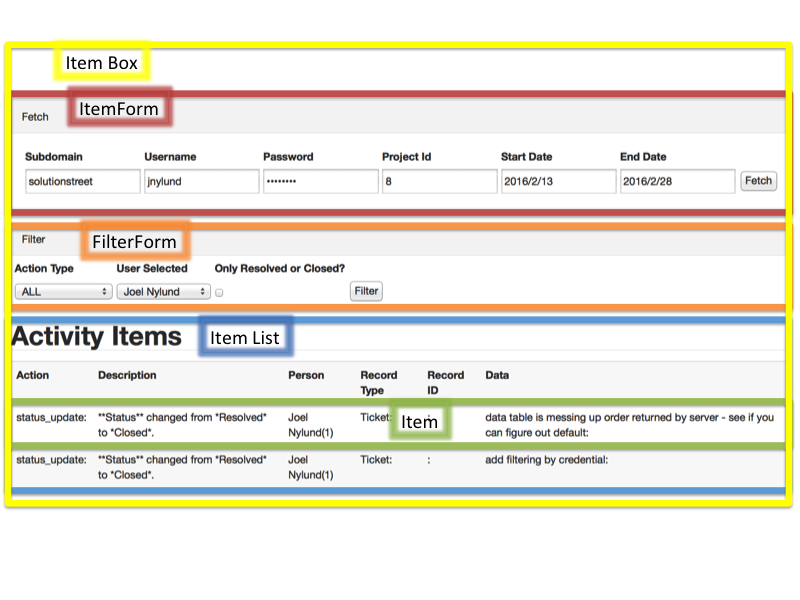 Item Box
Fetch ItemForm
Subdomain Username Password Project Id Start Date End Date
solutionstreet jnylund •••••••• 8 2016/2/13 2016/2/28 Fetch
Filter FilterForm
Action Type User Selected Only Resolved or Closed?
ALL Joel Nylund Filter
Activity Items Item List
Action Description Person Record Record Data
Type ID
status_update: **Status** changed from *Resolved* Joel Ticket: Item : data table is messing up order returned by server - see if you
to *Closed*. Nylund(1) can figure out default:
status_update: **Status** changed from *Resolved* Joel Ticket: : add filtering by credential:
to *Closed*. Nylund(1)